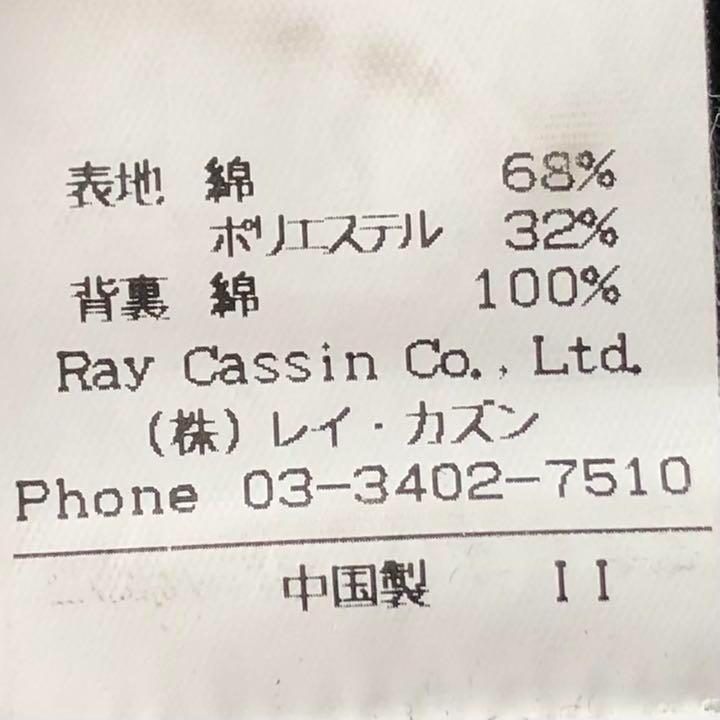 表地 綿 68%
ポリエステル 32%
背裏 綿 100%
Ray Cassin Co., Ltd.
(株)レイ・カズン
Phone 03-3402-7510
中国製 II